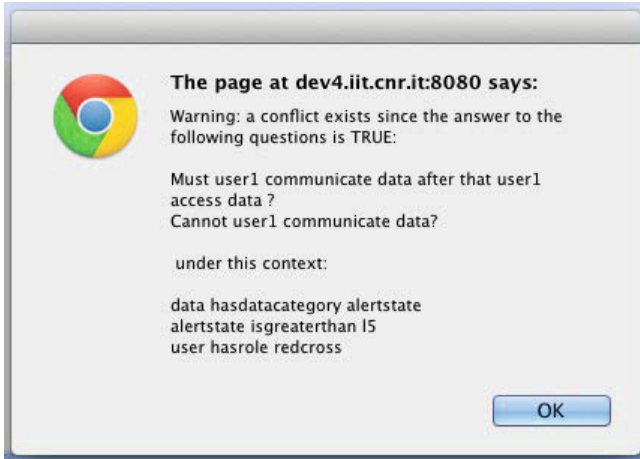 The page at dev4.iit.cnr.it:8080 says:
Warning: a conflict exists since the answer to the
following questions is TRUE:
Must user1 communicate data after that user1
access data ?
Cannot user1 communicate data?
under this context:
data hasdatacategory alertstate
alertstate isgreaterthan l5
user hasrole redcross
OK